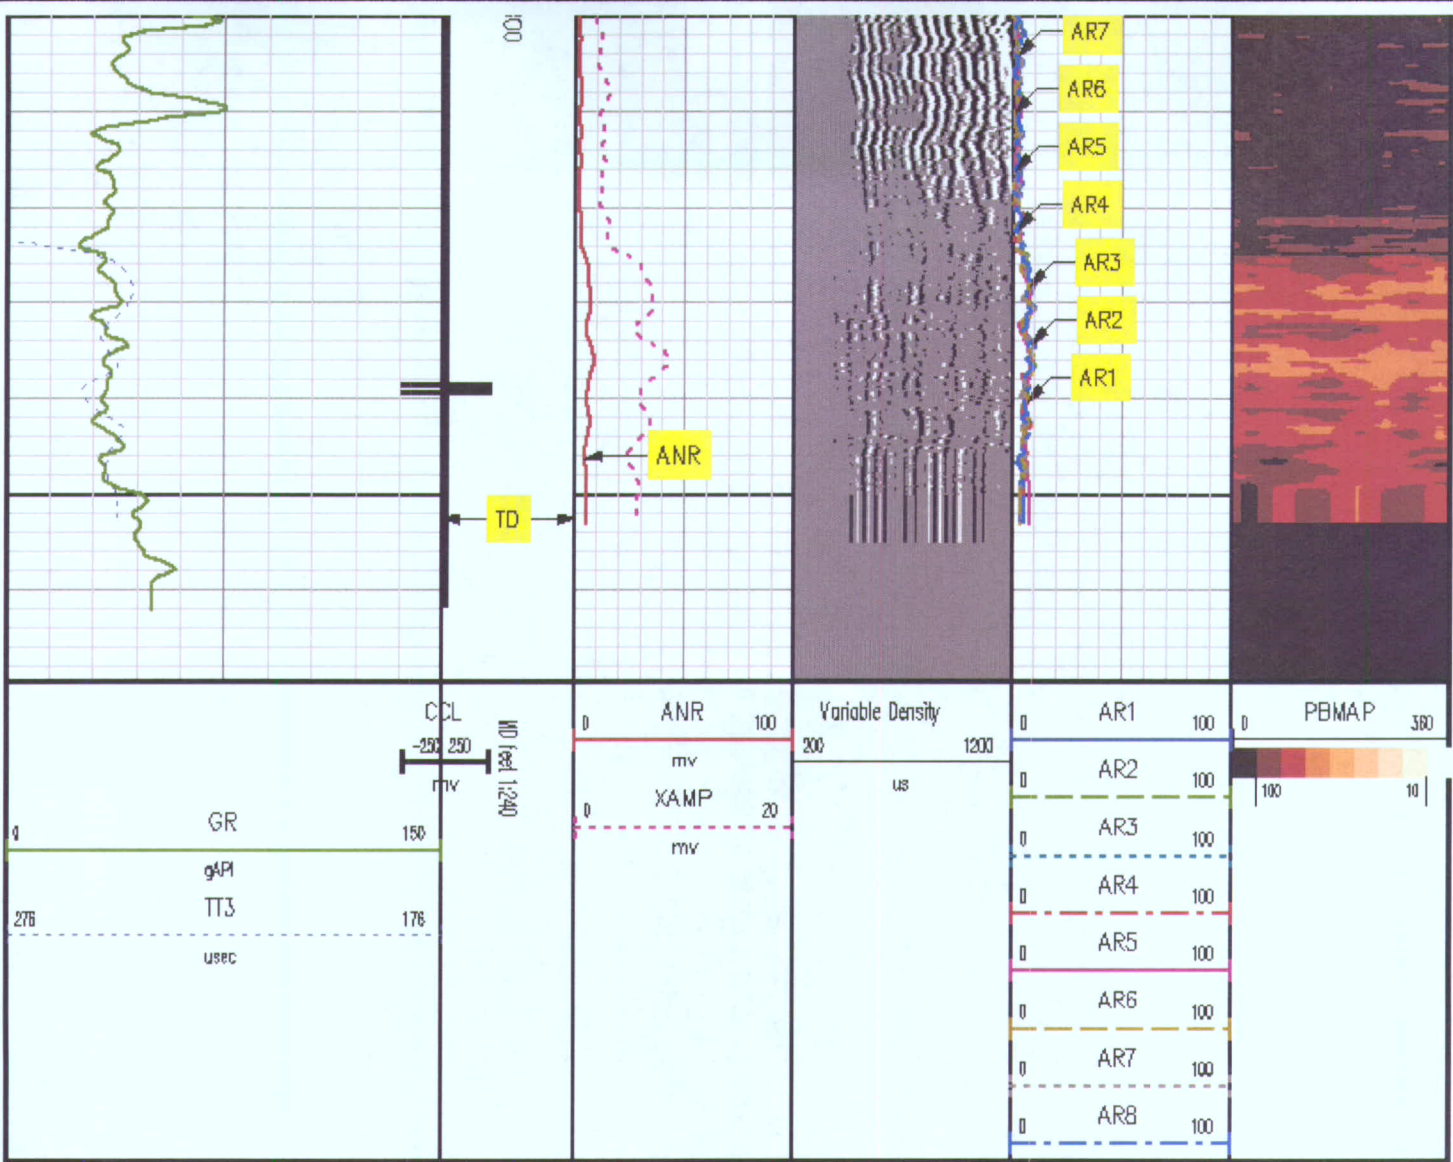 00
AR7
AR6
AR5
AR4
AR3
AR2
AR1
ANR
TD
CCL
-250 250
mv
MD feet 1:240
0 GR 150
gAPI
276 TT3 176
usec
0 ANR 100
mv
0 XAMP 20
mv
Variable Density
200 1200
us
0 AR1 100
0 AR2 100
0 AR3 100
0 AR4 100
0 AR5 100
0 AR6 100
0 AR7 100
0 AR8 100
0 PBMAP 360
100 10